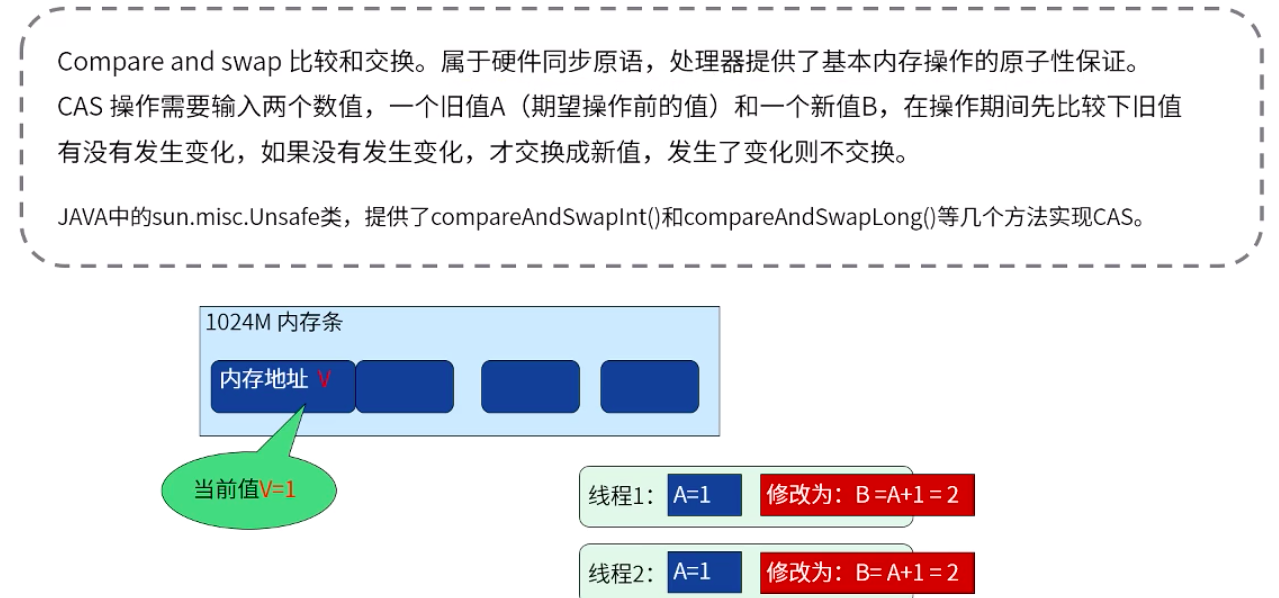 Compare and swap 比较和交换。属于硬件同步原语，处理器提供了基本内存操作的原子性保证。
CAS 操作需要输入两个数值，一个旧值A（期望操作前的值）和一个新值B，在操作期间先比较下旧值
有没有发生变化，如果没有发生变化，才交换成新值，发生了变化则不交换。
JAVA中的sun.misc.Unsafe类，提供了compareAndSwapInt()和compareAndSwapLong()等几个方法实现CAS。
1024M 内存条
内存地址 V
当前值V=1
线程1： A=1 修改为：B =A+1 = 2
线程2： A=1 修改为：B= A+1 = 2